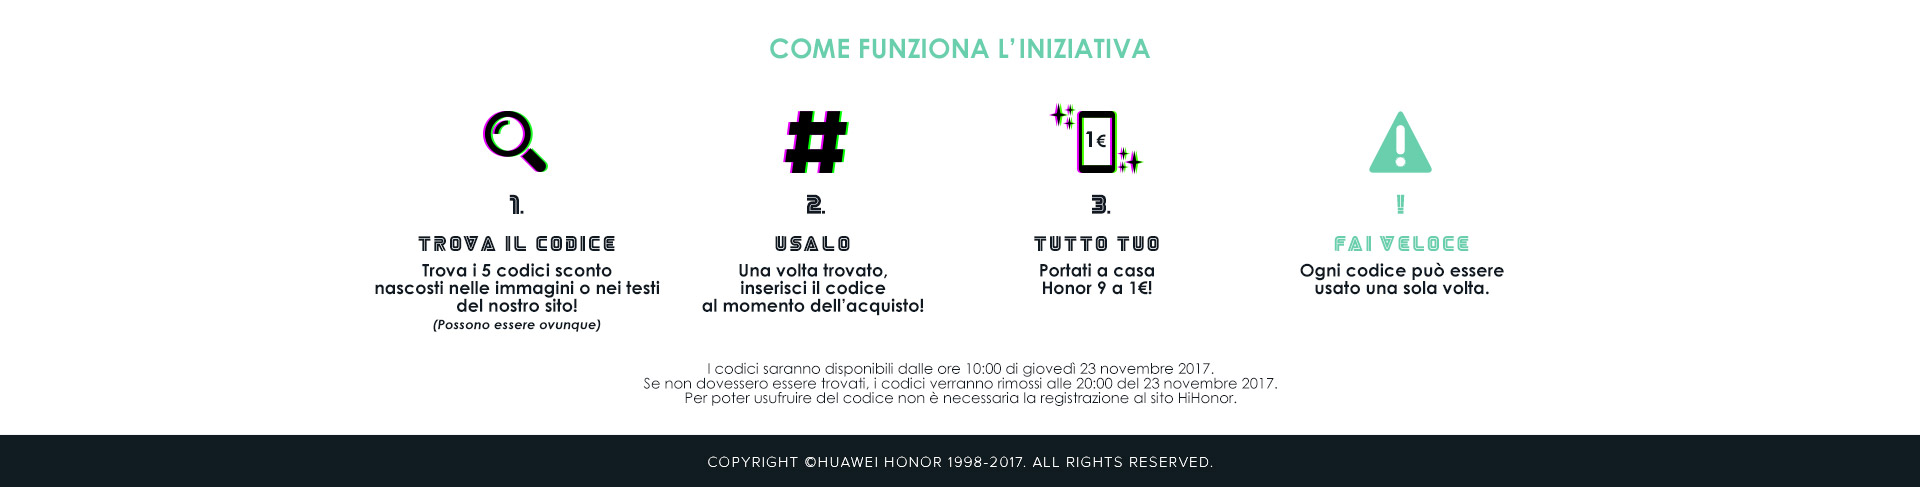 COME FUNZIONA L'INIZIATIVA
1.
TROVA IL CODICE
Trova i 5 codici sconto
nascosti nelle immagini o nei testi
del nostro sito!
(Possono essere ovunque)
#
2.
USALO
Una volta trovato,
inserisci il codice
al momento dell'acquisto!
1€
3.
TUTTO TUO
Portati a casa
Honor 9 a 1€!
!
FAI VELOCE
Ogni codice può essere
usato una sola volta.
I codici saranno disponibili dalle ore 10:00 di giovedì 23 novembre 2017.
Se non dovessero essere trovati, i codici verranno rimossi alle 20:00 del 23 novembre 2017.
Per poter usufruire del codice non è necessaria la registrazione al sito HiHonor.
COPYRIGHT ©HUAWEI HONOR 1998-2017. ALL RIGHTS RESERVED.